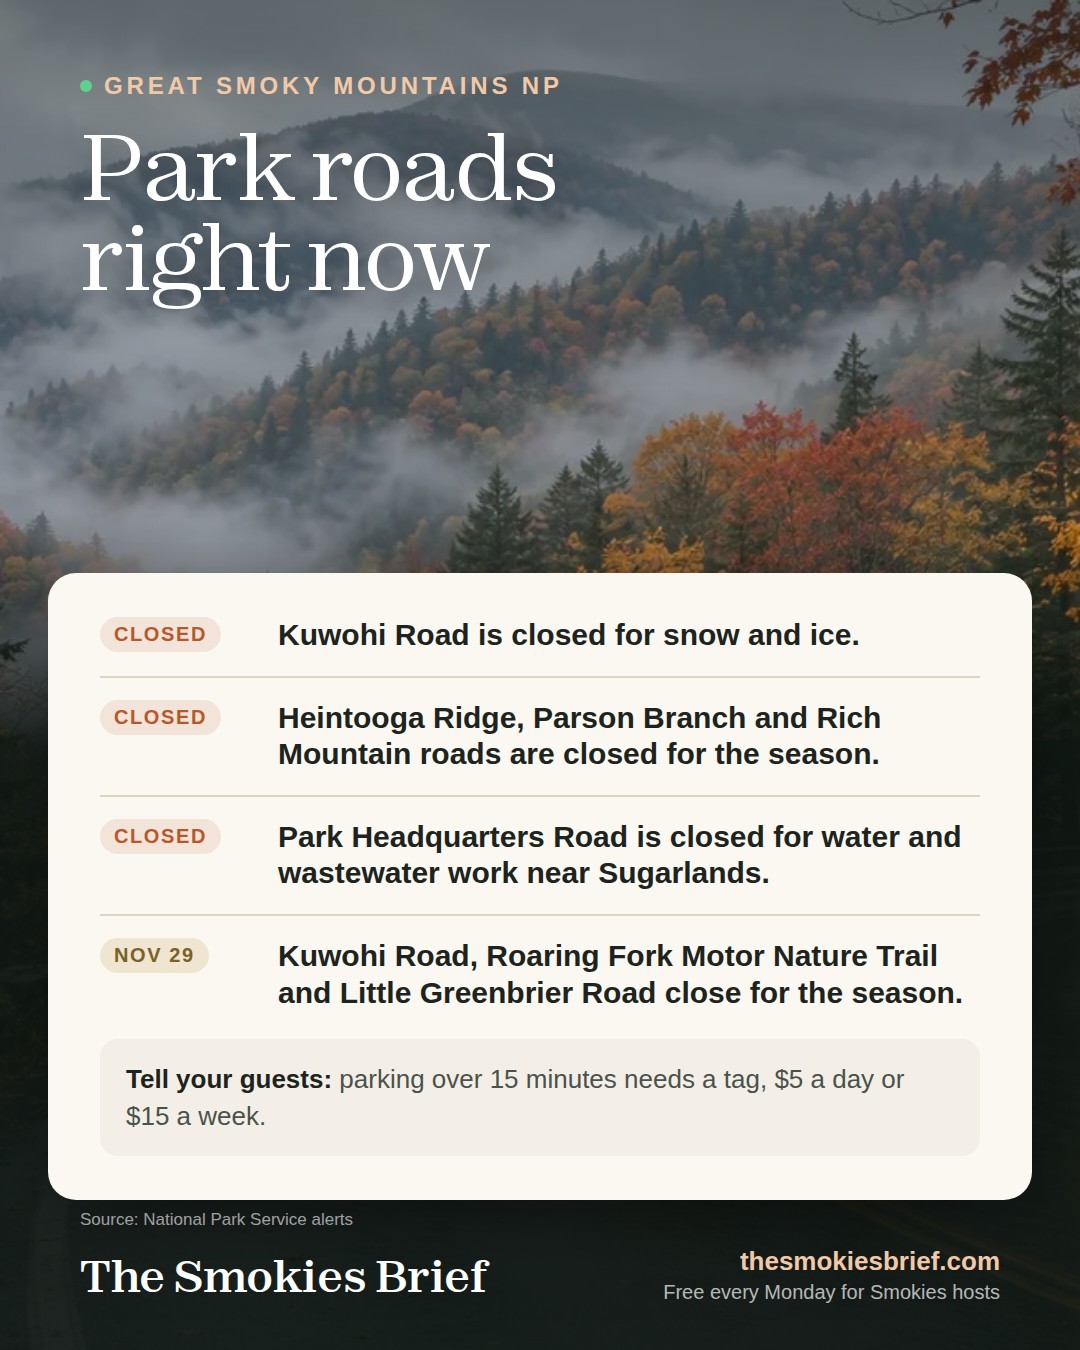 GREAT SMOKY MOUNTAINS NP
Park roads
right now
CLOSED
Kuwohi Road is closed for snow and ice.
CLOSED
Heintooga Ridge, Parson Branch and Rich
Mountain roads are closed for the season.
CLOSED
Park Headquarters Road is closed for water and
wastewater work near Sugarlands.
NOV 29
Kuwohi Road, Roaring Fork Motor Nature Trail
and Little Greenbrier Road close for the season.
Tell your guests: parking over 15 minutes needs a tag, $5 a day or
$15 a week.
Source: National Park Service alerts
The Smokies Brief
thesmokiesbrief.com
Free every Monday for Smokies hosts